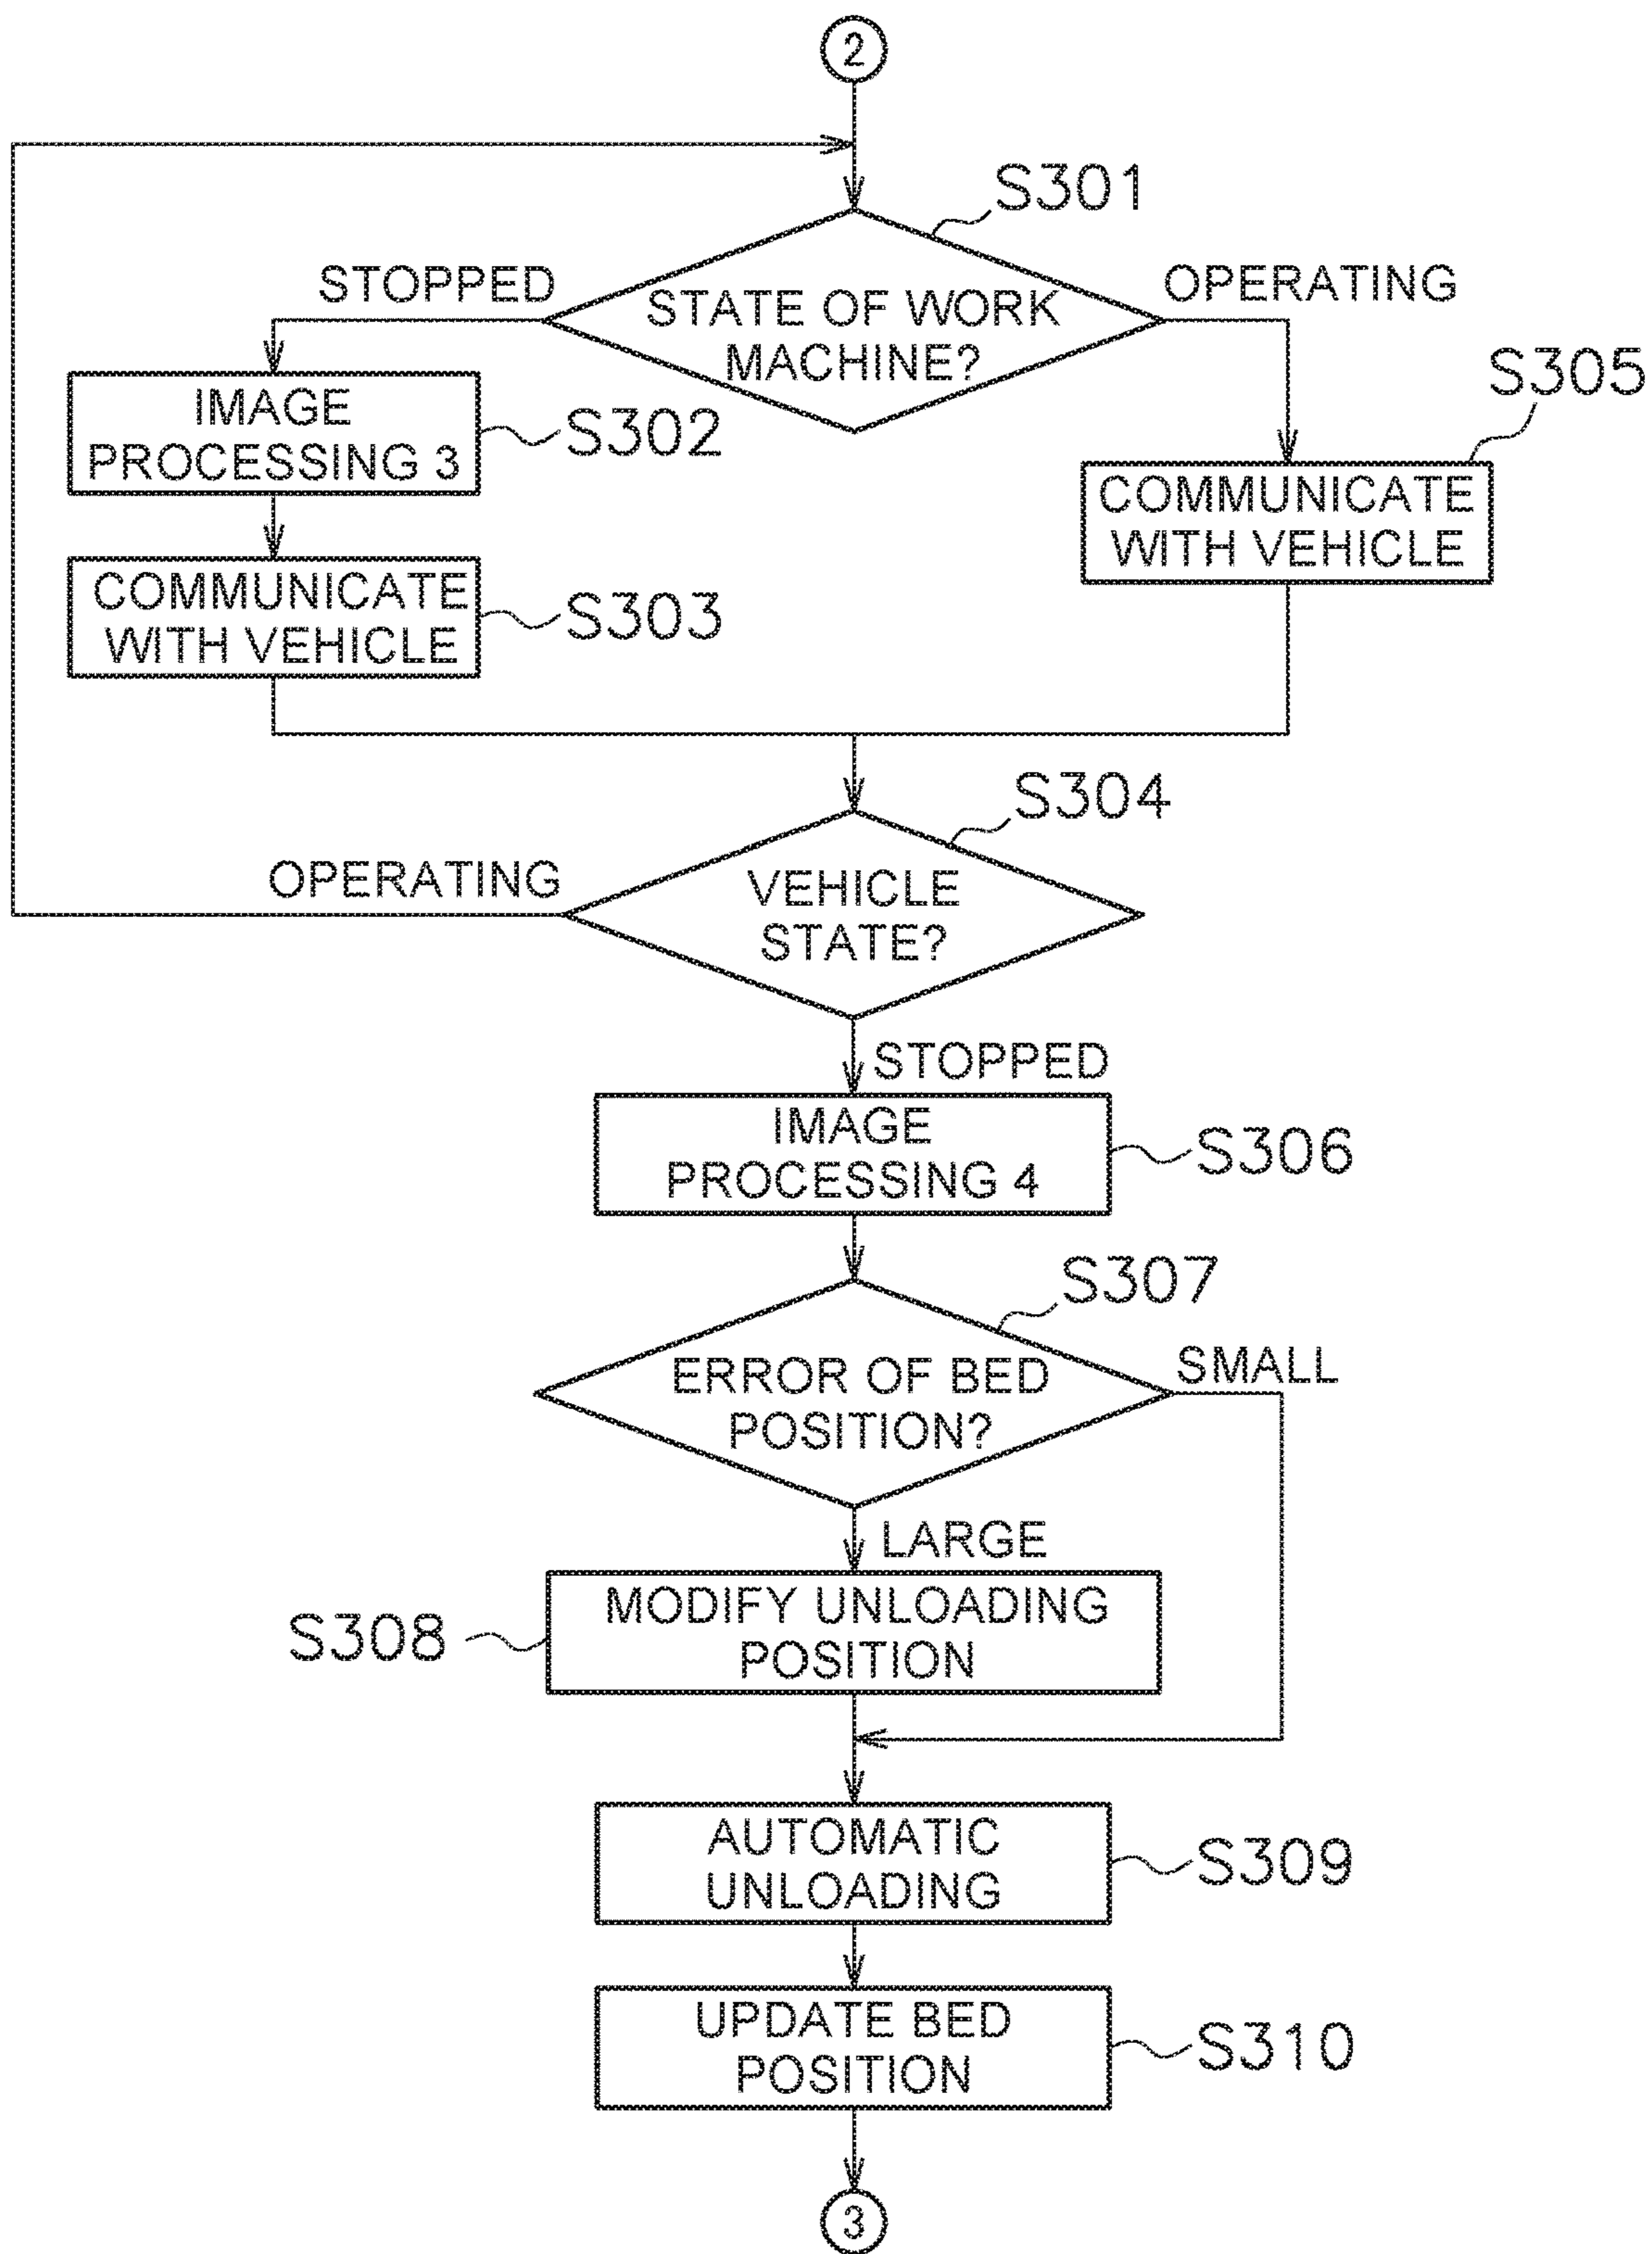 2
S301
STOPPED
OPERATING
STATE OF WORK
MACHINE?
S305
IMAGE
PROCESSING 3
S302
COMMUNICATE
WITH VEHICLE
COMMUNICATE
WITH VEHICLE
S303
S304
OPERATING
VEHICLE
STATE?
STOPPED
IMAGE
PROCESSING 4
S306
S307
ERROR OF BED
POSITION?
SMALL
LARGE
MODIFY UNLOADING
POSITION
S308
AUTOMATIC
UNLOADING
S309
UPDATE BED
POSITION
S310
3